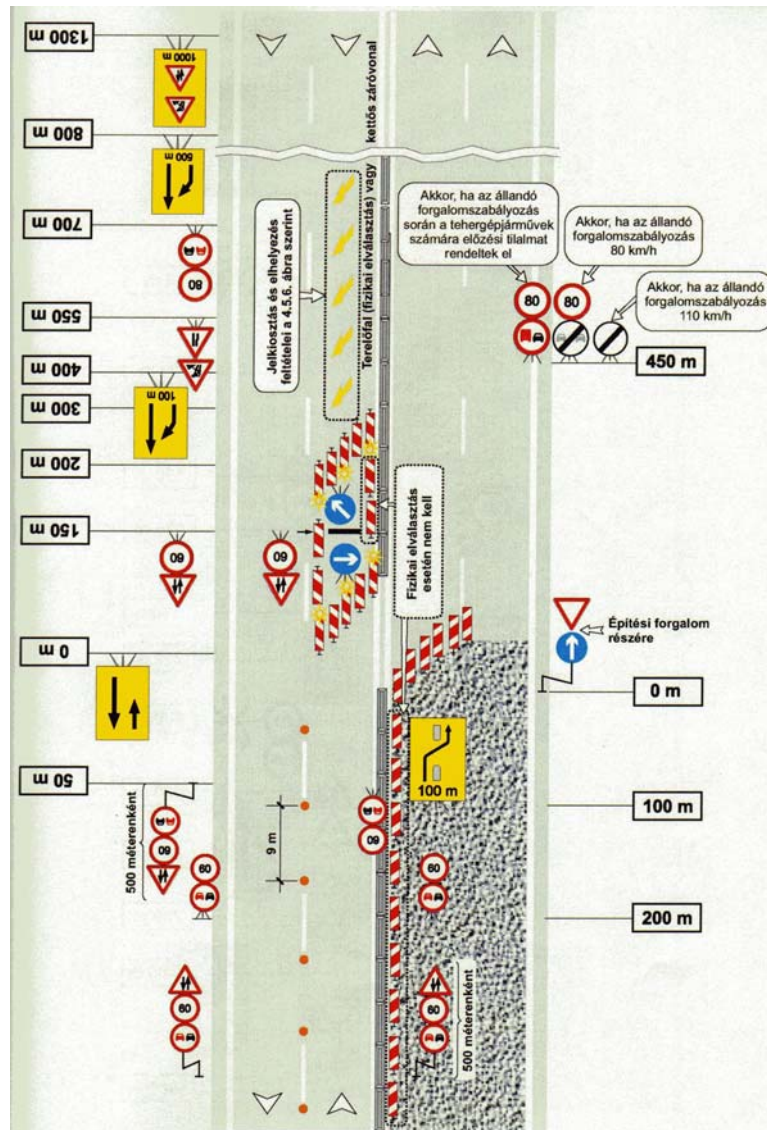 1300 m
1000 m
800 m
500 m
700 m
80
550 m
400 m
300 m
100 m
200 m
150 m
60
60
0 m
50 m
500 méterenként
60
60
60
Jelkiosztás és elhelyezés
feltételei a 4.5.6. ábra szerint
Terelőfal (fizikai elválasztás) vagy
kettős záróvonal
Akkor, ha az állandó
forgalomszabályozás
során a tehergépjárművek
számára előzési tilalmat
rendeltek el
Akkor, ha az állandó
forgalomszabályozás
80 km/h
Akkor, ha az állandó
forgalomszabályozás
110 km/h
80
80
450 m
Fizikai elválasztás
esetén nem kell
Építési forgalom
részére
0 m
100 m
9 m
60
100 m
60
200 m
60
500 méterenként